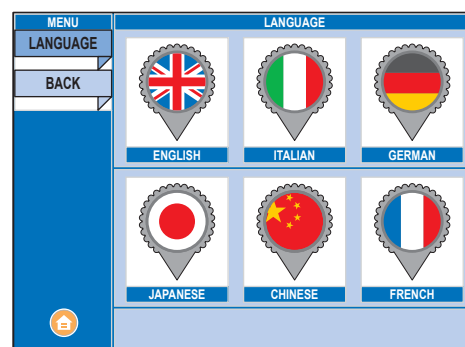 MENU
LANGUAGE
LANGUAGE
BACK
ENGLISH
ITALIAN
GERMAN
JAPANESE
CHINESE
FRENCH